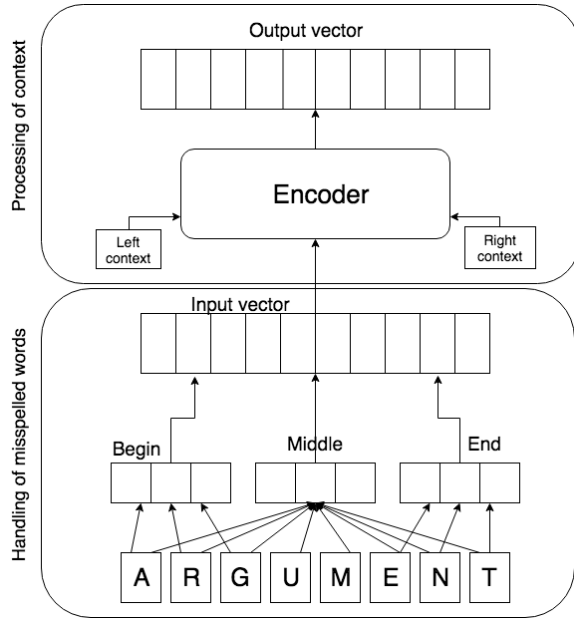 Processing of context
Output vector
Encoder
Left
context
Right
context
Handling of misspelled words
Input vector
Begin
Middle
End
A R G U M E N T